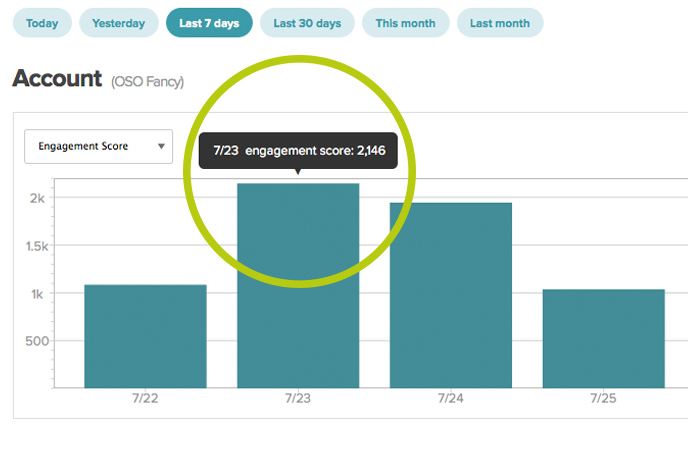 Today Yesterday Last 7 days Last 30 days This month Last month
Account (OSO Fancy)
Engagement Score
7/23 engagement score: 2,146
2k
1.5k
1k
500
7/22 7/23 7/24 7/25